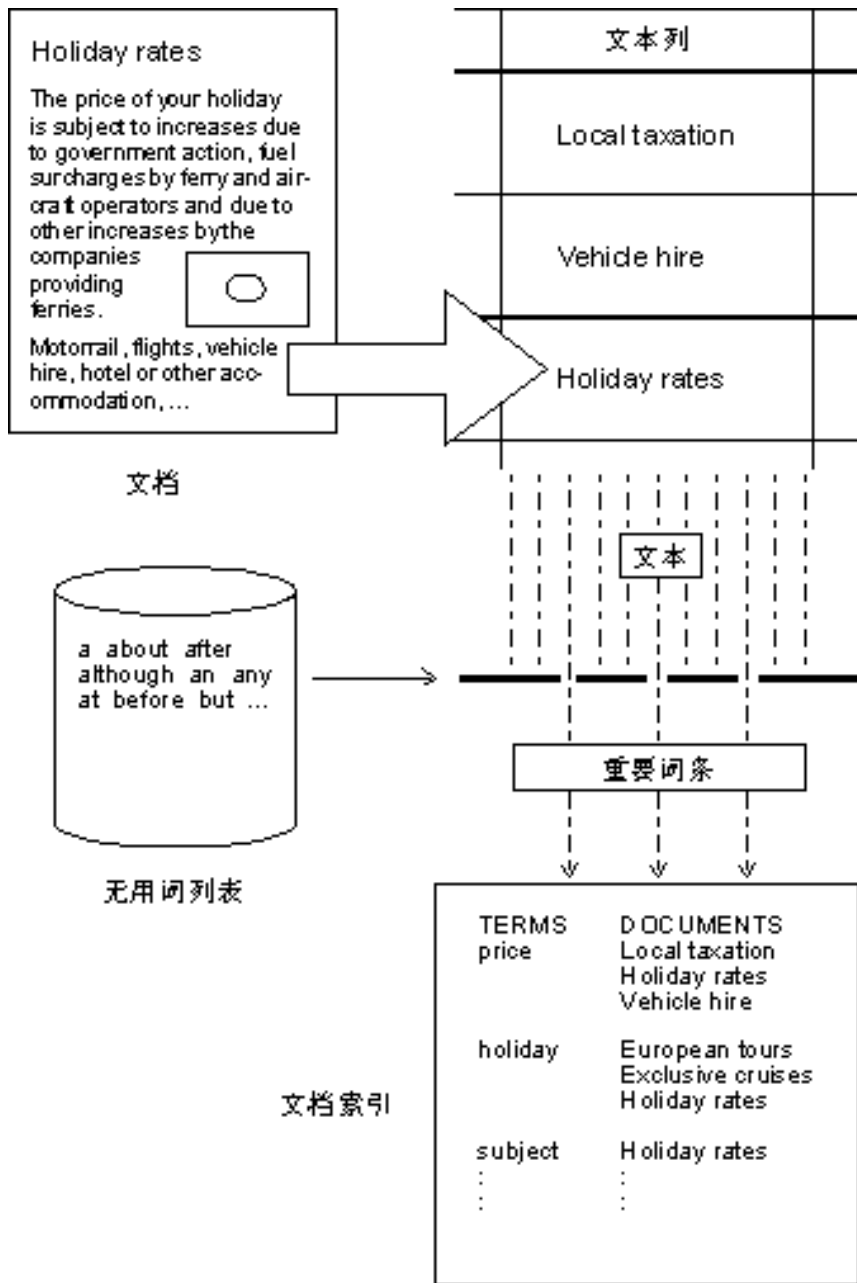 Holiday rates
The price of your holiday
is subject to increases due
to government action, fuel
surcharges by ferry and air-
craft operators and due to
other increases bythe
companies
providing
ferries.
Motorrail, flights, vehicle
hire, hotel or other acc-
ommodation, ...
文档
文本列
Local taxation
Vehicle hire
Holiday rates
文本
a about after
although an any
at before but ...
无用词列表
重要词条
文档索引
TERMS DOCUMENTS
price Local taxation
Holiday rates
Vehicle hire
holiday European tours
Exclusive cruises
Holiday rates
subject Holiday rates